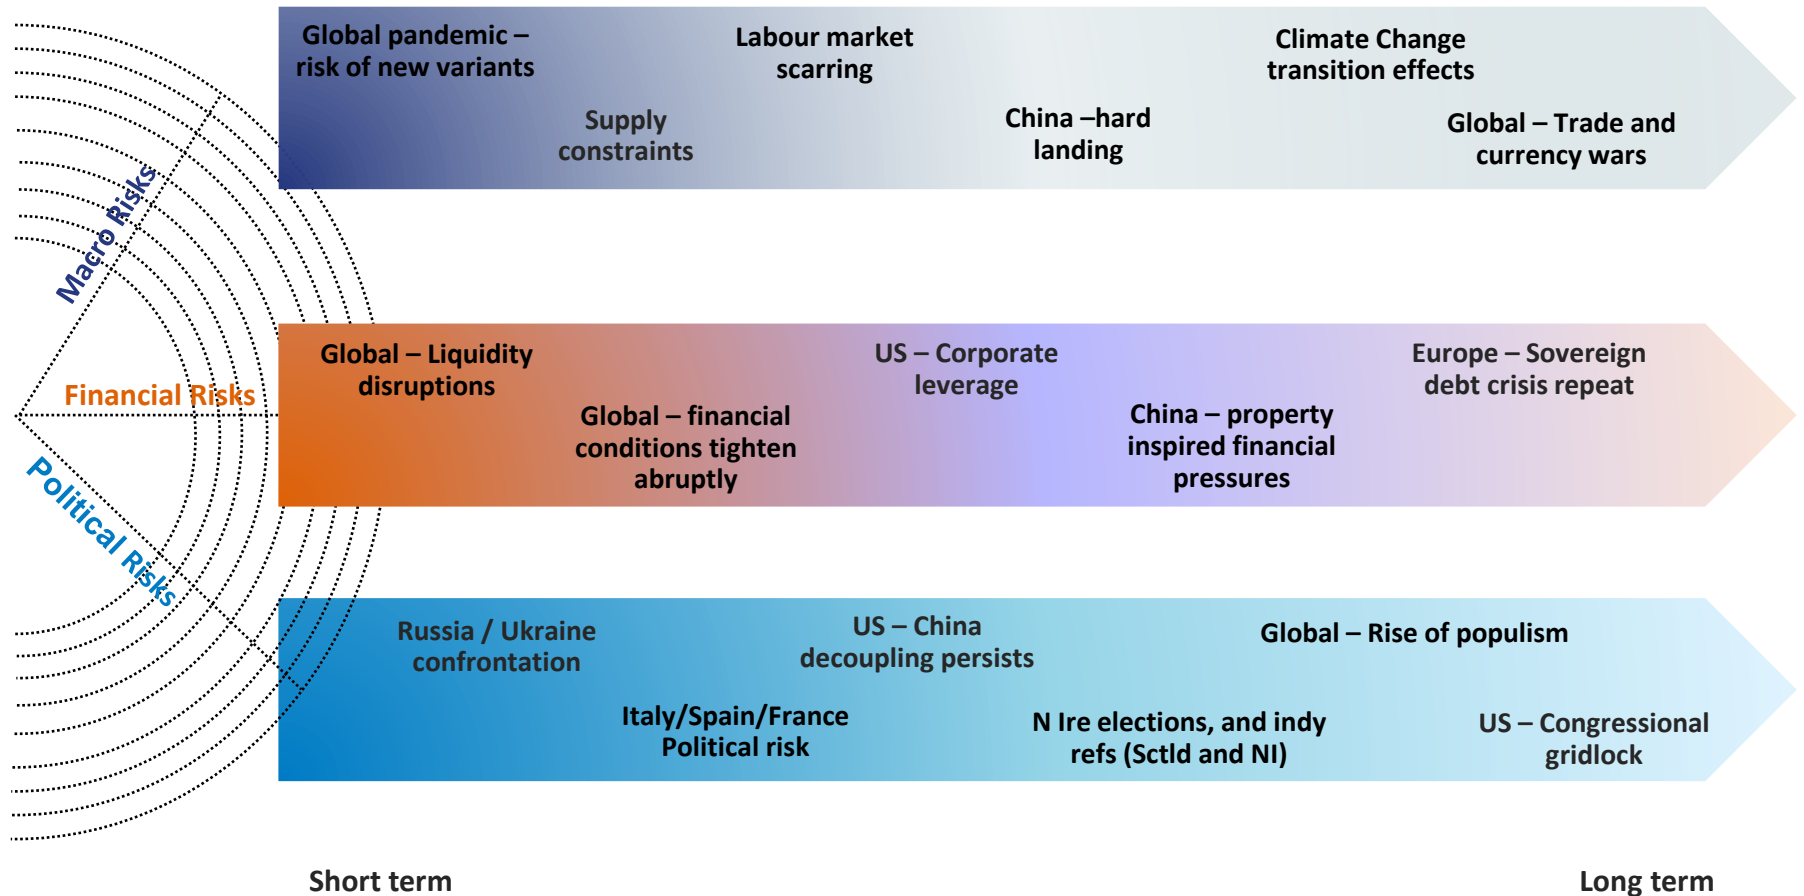 Macro Risks
Global pandemic –
risk of new variants
Supply
constraints
Labour market
scarring
China –hard
landing
Climate Change
transition effects
Global – Trade and
currency wars
Financial Risks
Global – Liquidity
disruptions
Global – financial
conditions tighten
abruptly
US – Corporate
leverage
China – property
inspired financial
pressures
Europe – Sovereign
debt crisis repeat
Political Risks
Russia / Ukraine
confrontation
Italy/Spain/France
Political risk
US – China
decoupling persists
N Ire elections, and indy
refs (Sctld and NI)
Global – Rise of populism
US – Congressional
gridlock
Short term
Long term